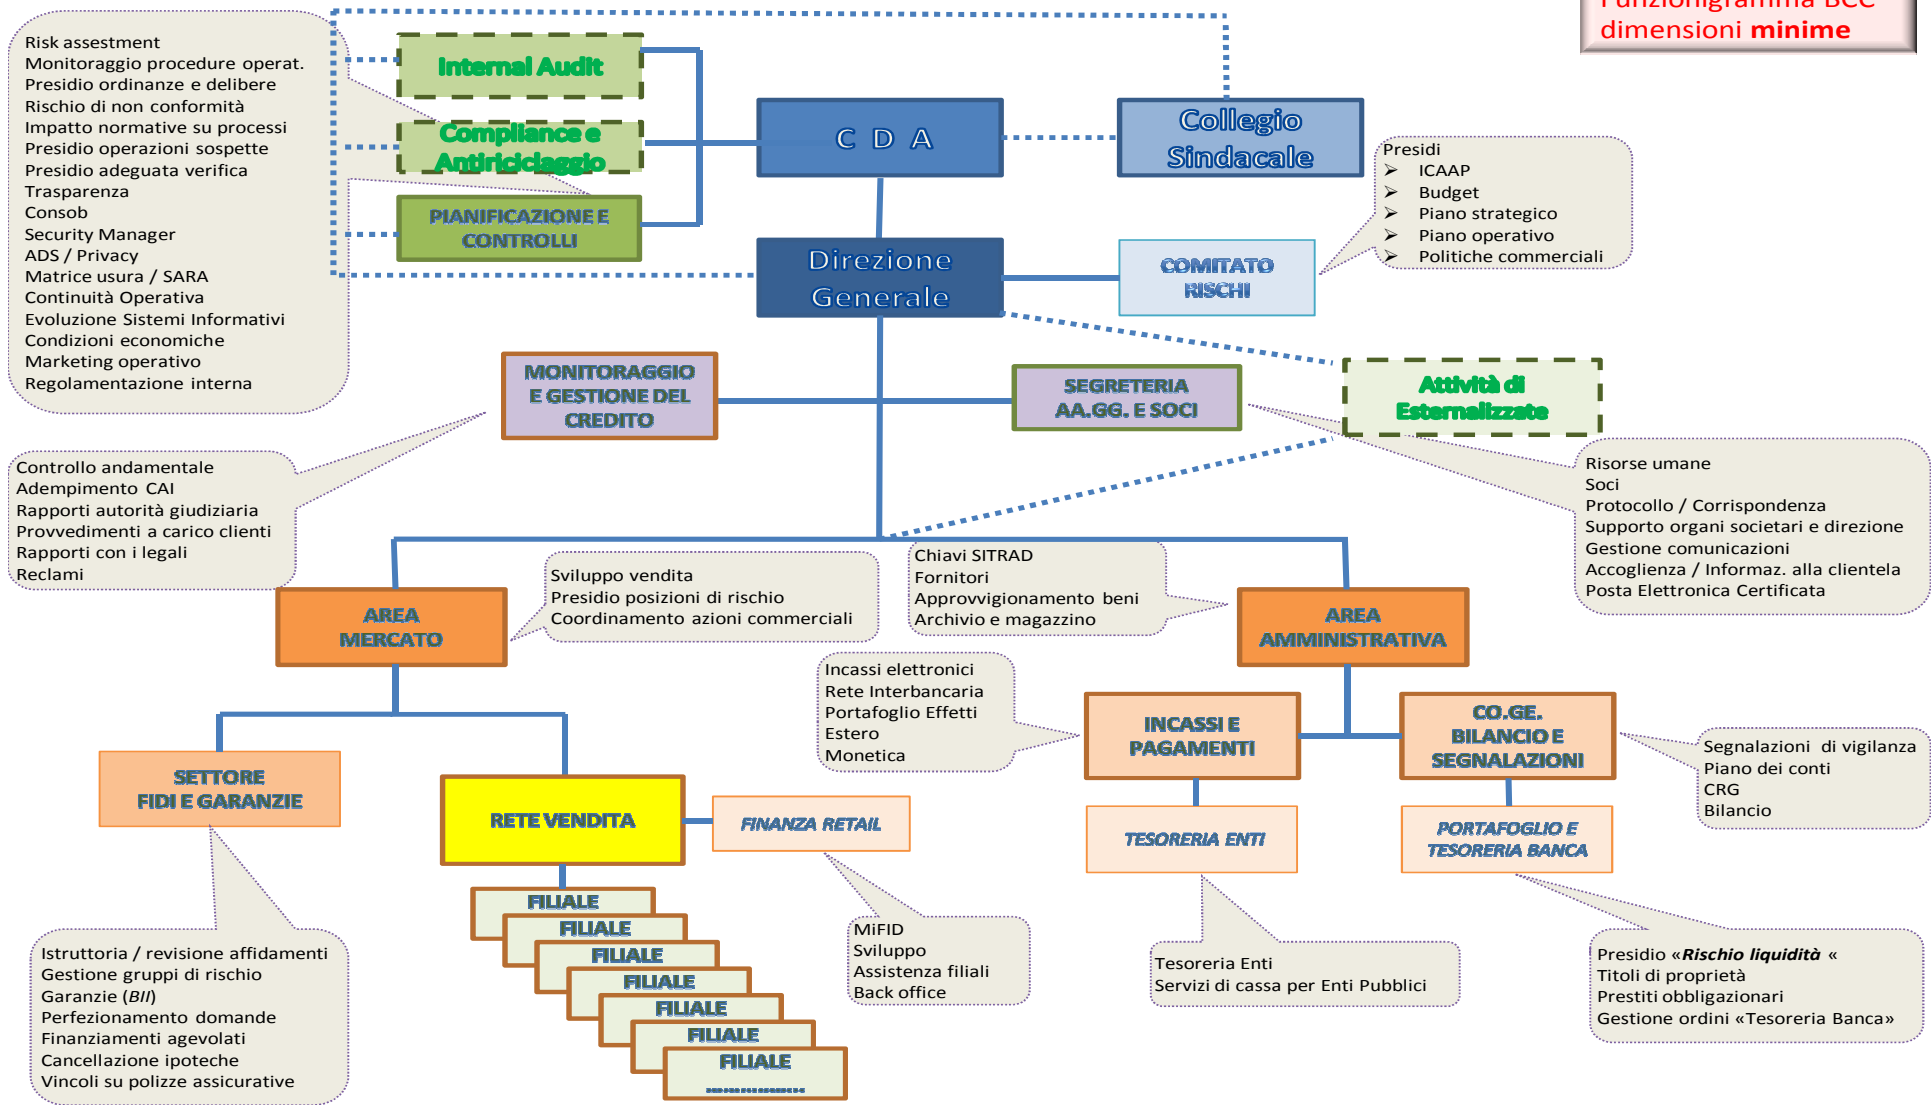 Funzionigramma BCC
dimensioni minime
Risk assestment
Monitoraggio procedure operat.
Presidio ordinanze e delibere
Rischio di non conformità
Impatto normative su processi
Presidio operazioni sospette
Presidio adeguata verifica
Trasparenza
Consob
Security Manager
ADS / Privacy
Matrice usura / SARA
Continuità Operativa
Evoluzione Sistemi Informativi
Condizioni economiche
Marketing operativo
Regolamentazione interna
Internal Audit
Compliance e
Antiriciclaggio
PIANIFICAZIONE E
CONTROLLI
C D A
Collegio
Sindacale
Direzione
Generale
COMITATO
RISCHI
Presidi
➢ ICAAP
➢ Budget
➢ Piano strategico
➢ Piano operativo
➢ Politiche commerciali
MONITORAGGIO
E GESTIONE DEL
CREDITO
SEGRETERIA
AA.GG. E SOCI
Attività di
Esternalizzate
Controllo andamentale
Adempimento CAI
Rapporti autorità giudiziaria
Provvedimenti a carico clienti
Rapporti con i legali
Reclami
Risorse umane
Soci
Protocollo / Corrispondenza
Supporto organi societari e direzione
Gestione comunicazioni
Accoglienza / Informaz. alla clientela
Posta Elettronica Certificata
AREA
MERCATO
Sviluppo vendita
Presidio posizioni di rischio
Coordinamento azioni commerciali
Chiavi SITRAD
Fornitori
Approvvigionamento beni
Archivio e magazzino
AREA
AMMINISTRATIVA
Incassi elettronici
Rete Interbancaria
Portafoglio Effetti
Estero
Monetica
INCASSI E
PAGAMENTI
CO.GE.
BILANCIO E
SEGNALAZIONI
Segnalazioni di vigilanza
Piano dei conti
CRG
Bilancio
SETTORE
FIDI E GARANZIE
RETE VENDITA
FINANZA RETAIL
TESORERIA ENTI
PORTAFOGLIO E
TESORERIA BANCA
FILIALE
FILIALE
FILIALE
FILIALE
FILIALE
FILIALE
FILIALE
.................
Istruttoria / revisione affidamenti
Gestione gruppi di rischio
Garanzie (BII)
Perfezionamento domande
Finanziamenti agevolati
Cancellazione ipoteche
Vincoli su polizze assicurative
MiFID
Sviluppo
Assistenza filiali
Back office
Tesoreria Enti
Servizi di cassa per Enti Pubblici
Presidio «Rischio liquidità «
Titoli di proprietà
Prestiti obbligazionari
Gestione ordini «Tesoreria Banca»